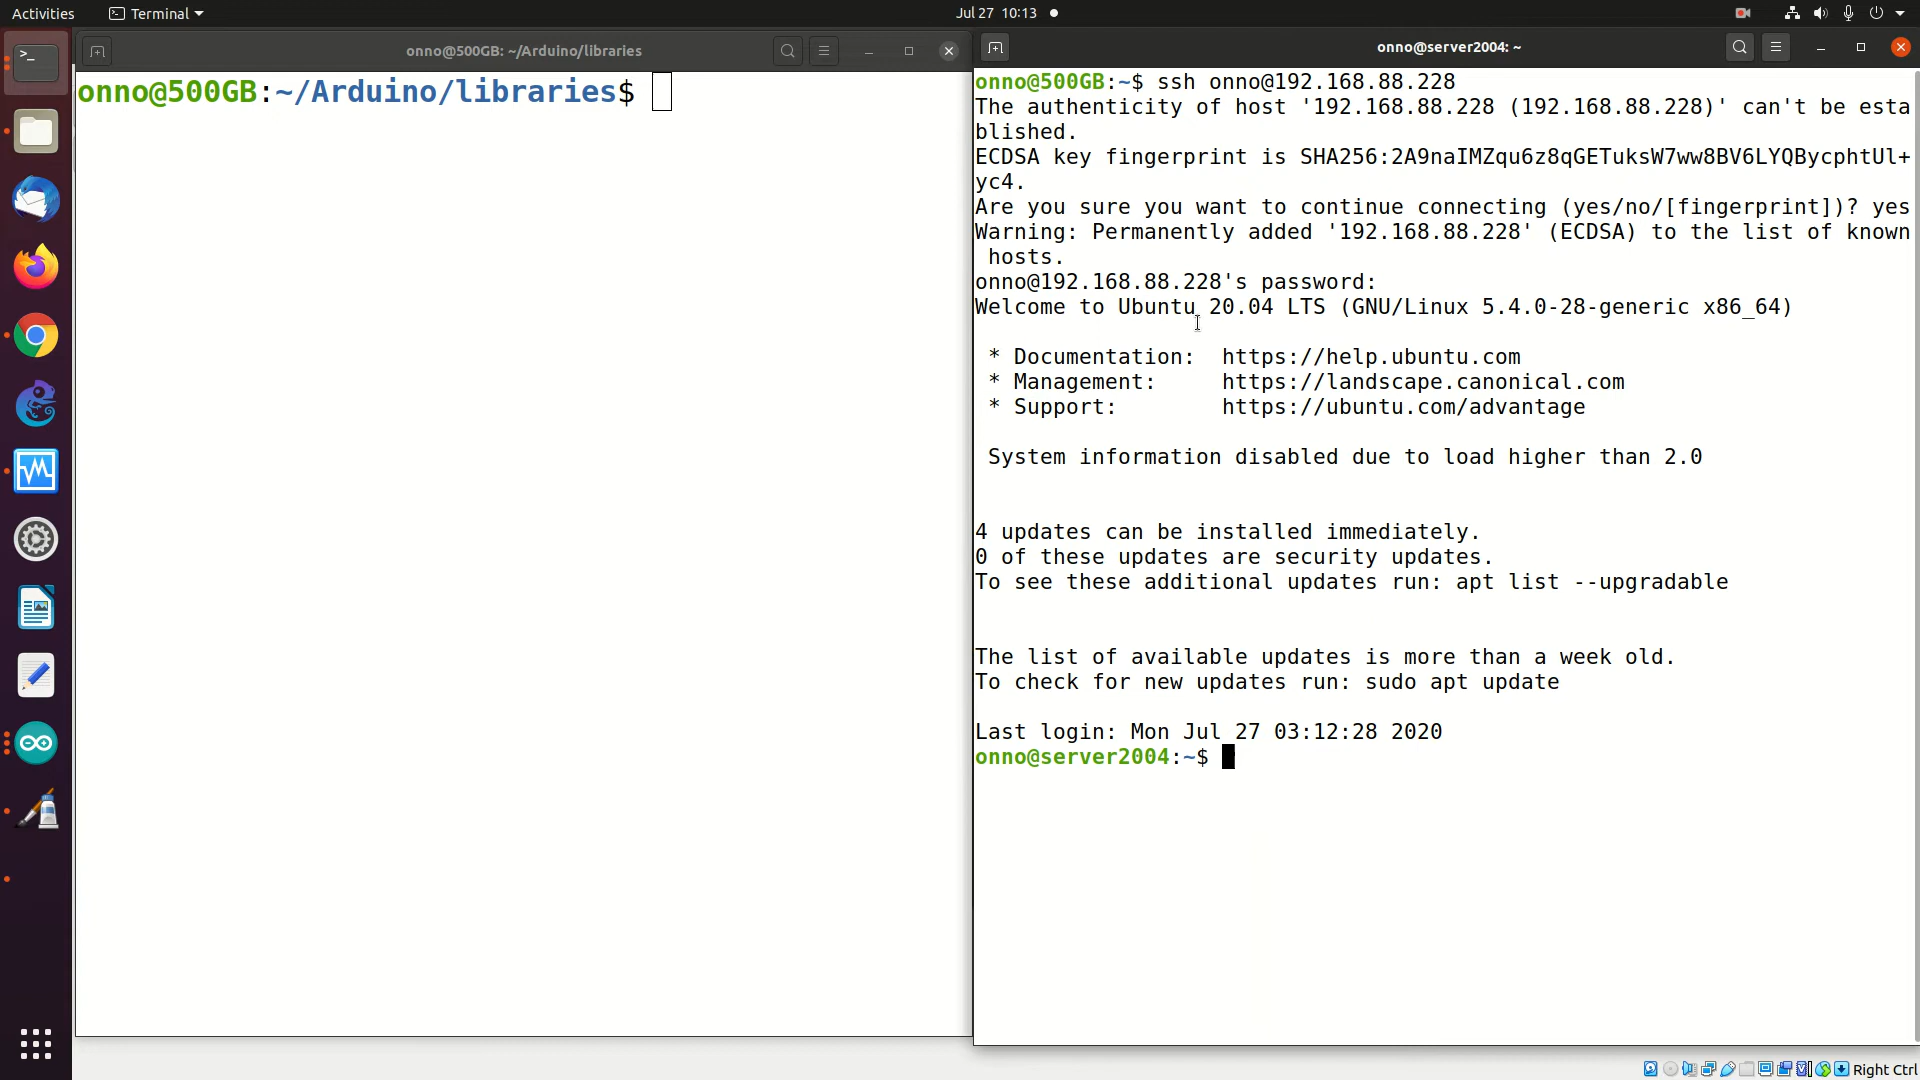 Activities
Terminal
Jul 27 10:13
onno@500GB: ~/Arduino/libraries
onno@500GB:~/Arduino/libraries$
onno@server2004: ~
onno@500GB:~$ ssh onno@192.168.88.228
The authenticity of host '192.168.88.228 (192.168.88.228)' can't be esta
blished.
ECDSA key fingerprint is SHA256:2A9naIMZqu6z8qGETuksW7ww8BV6LYQBycphtUl+
yc4.
Are you sure you want to continue connecting (yes/no/[fingerprint])? yes
Warning: Permanently added '192.168.88.228' (ECDSA) to the list of known
 hosts.
onno@192.168.88.228's password:
Welcome to Ubuntu 20.04 LTS (GNU/Linux 5.4.0-28-generic x86_64)
 * Documentation:  https://help.ubuntu.com
 * Management:     https://landscape.canonical.com
 * Support:        https://ubuntu.com/advantage
 System information disabled due to load higher than 2.0
4 updates can be installed immediately.
0 of these updates are security updates.
To see these additional updates run: apt list --upgradable
The list of available updates is more than a week old.
To check for new updates run: sudo apt update
Last login: Mon Jul 27 03:12:28 2020
onno@server2004:~$
Right Ctrl